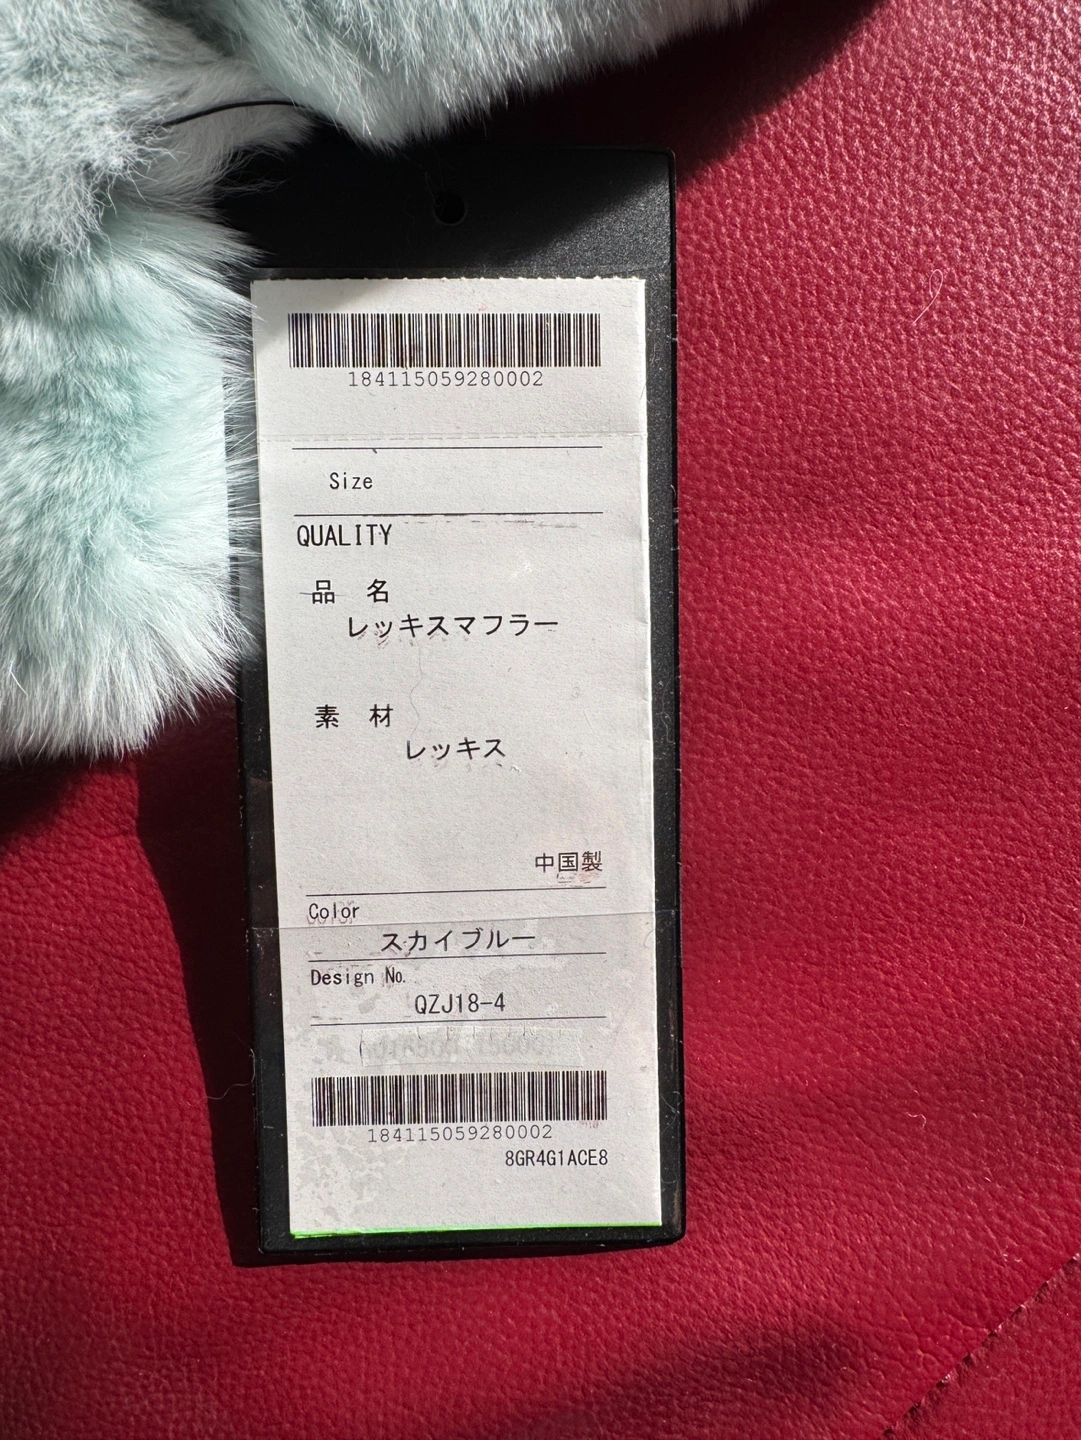 184115059280002
Size
QUALITY
品 名
レッキスマフラー
素 材
レッキス
中国製
Color
スカイブルー
Design No.
QZJ18-4
184115059280002
8GR4G1ACE8